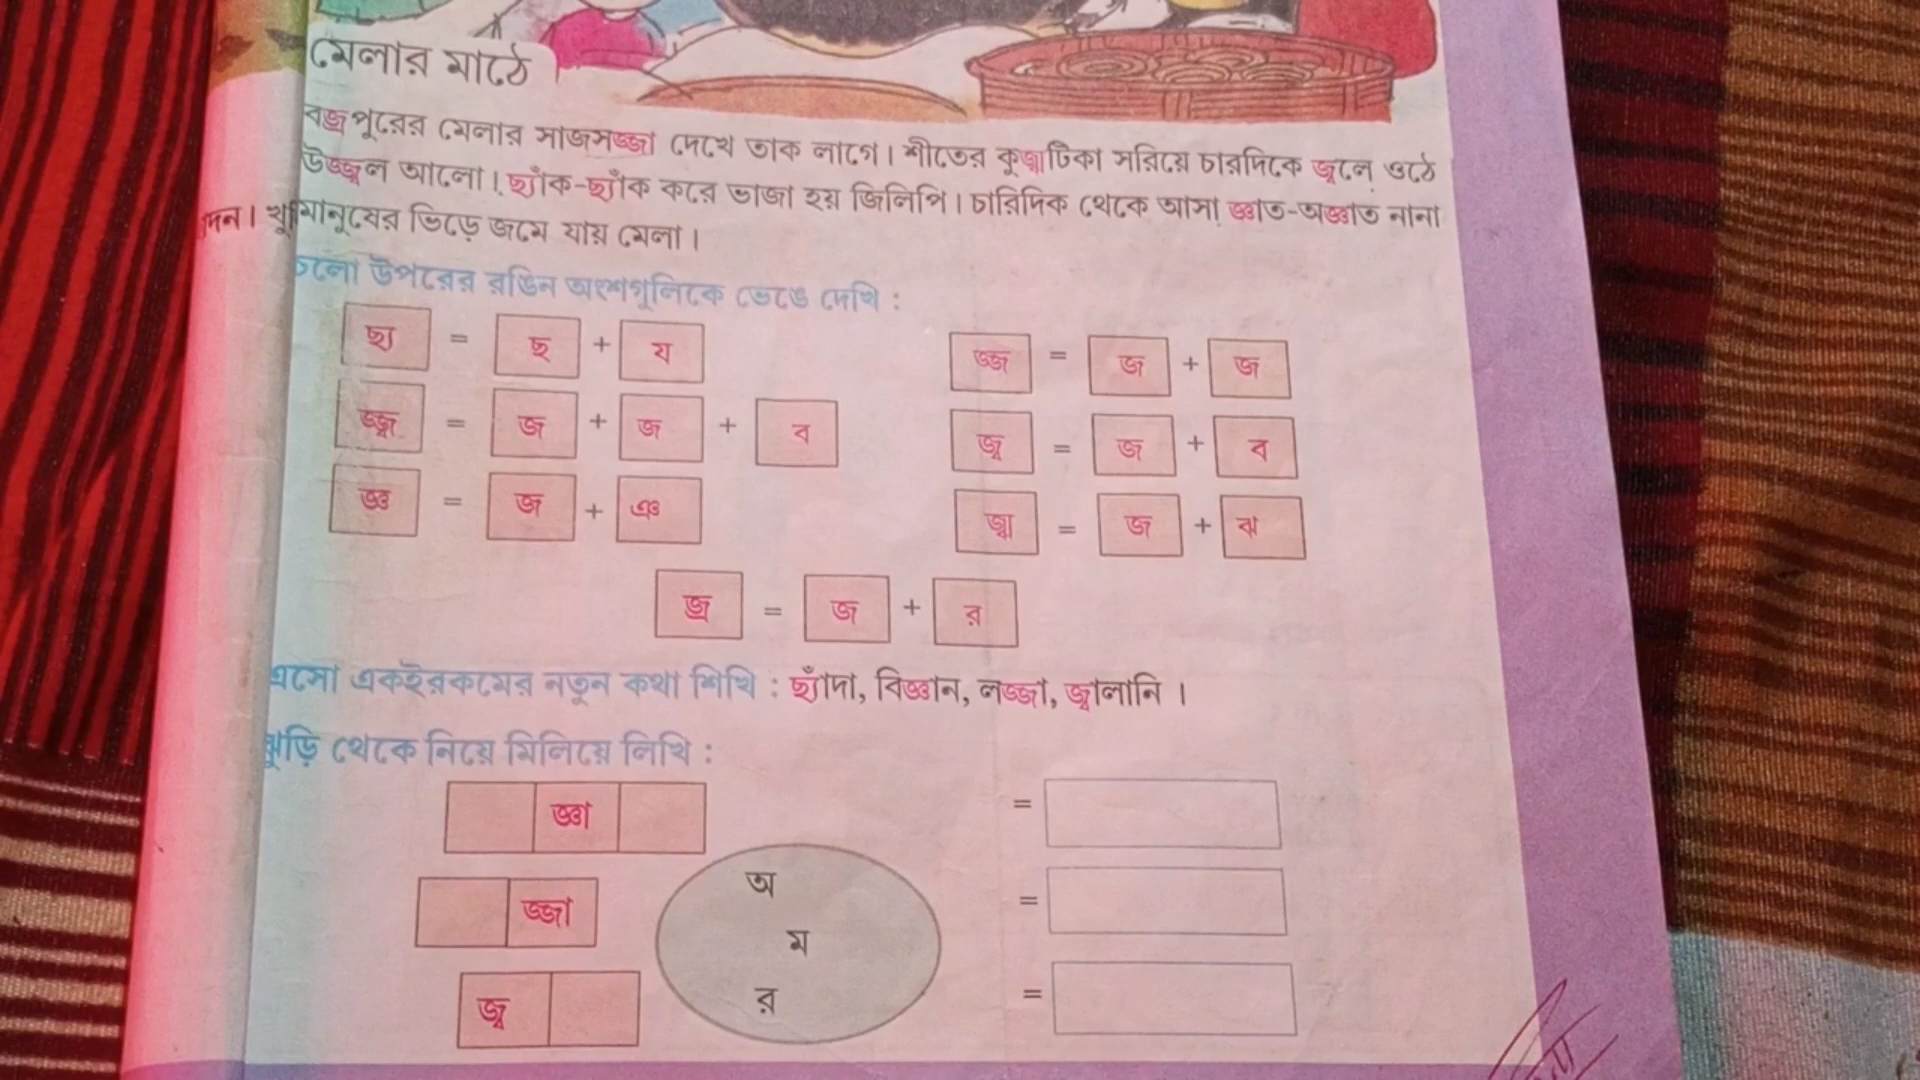 মেলার মাঠে
বজ্রপুরের মেলার সাজসজ্জা দেখে তাক লাগে। শীতের কুজ্ঝটিকা সরিয়ে চারদিকে জ্বলে ওঠে
উজ্জ্বল আলো। ছ্যাঁক-ছ্যাঁক করে ভাজা হয় জিলিপি। চারিদিক থেকে আসা জ্ঞাত-অজ্ঞাত নানা
মানুষের ভিড়ে জমে যায় মেলা।
চলো উপরের রঙিন অংশগুলিকে ভেঙে দেখি :
ছ্য = ছ + য জ্জ = জ + জ
জ্জ্ব = জ + জ + ব জ্ব = জ + ব
জ্ঞ = জ + ঞ জ্ঝ = জ + ঝ
জ্র = জ + র
এসো একইরকমের নতুন কথা শিখি : ছ্যাঁদা, বিজ্ঞান, লজ্জা, জ্বালানি ।
ঝুড়ি থেকে নিয়ে মিলিয়ে লিখি :
জ্ঞা =
অ
জ্জা =
ম
জ্ব র =